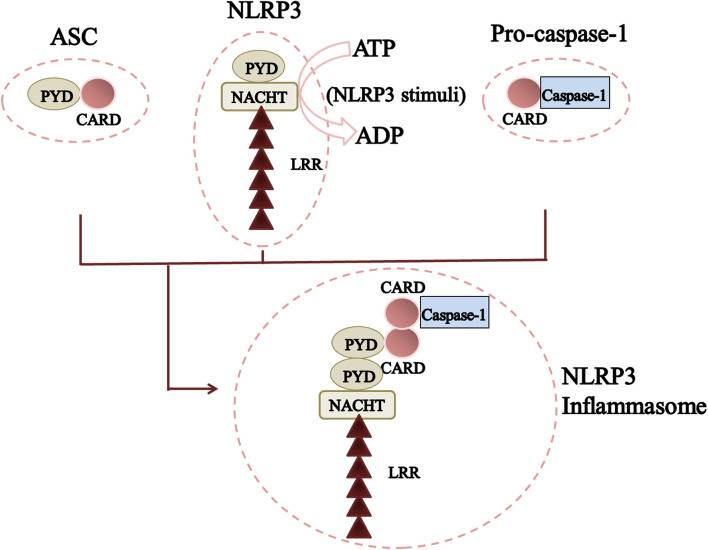 ASC
NLRP3
Pro-caspase-1
PYD
CARD
PYD
NACHT
LRR
ATP
(NLRP3 stimuli)
ADP
CARD
Caspase-1
CARD
Caspase-1
PYD
CARD
PYD
NACHT
LRR
NLRP3
Inflammasome